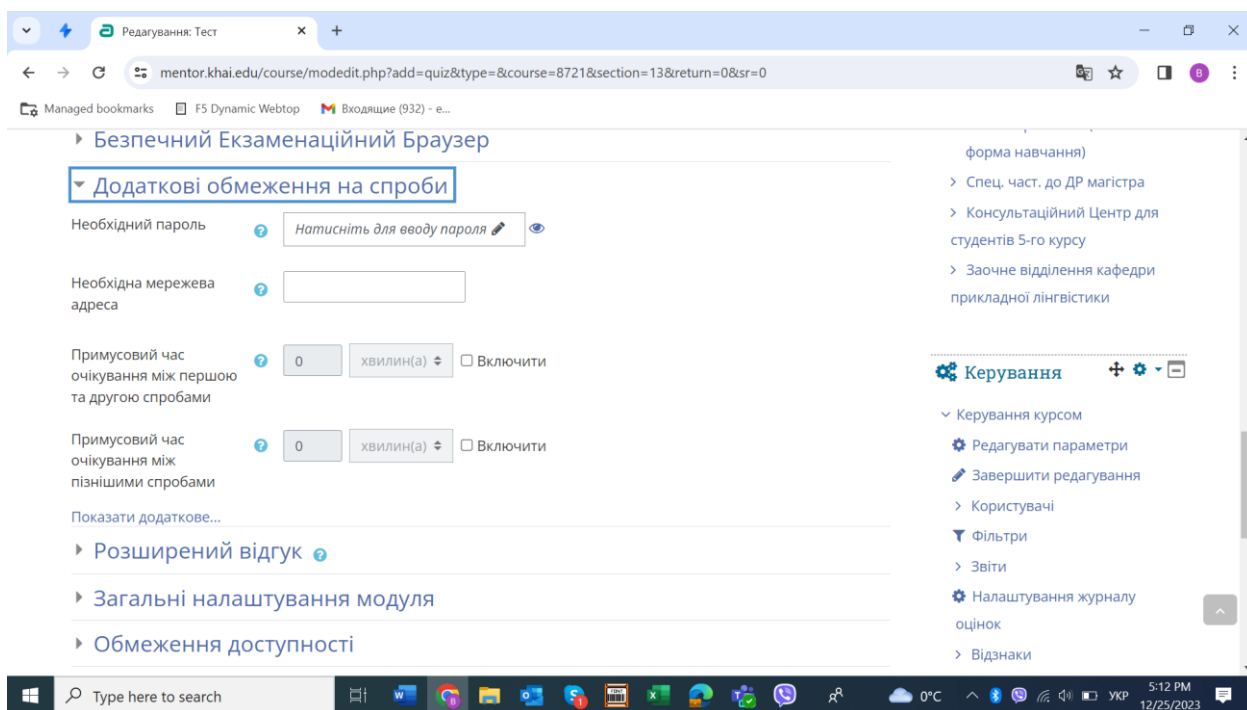 Редагування: Тест
mentor.khai.edu/course/modedit.php?add=quiz&type=&course=8721&section=13&return=0&sr=0
B
Managed bookmarks
F5 Dynamic Webtop
Входящие (932) - e...
Безпечний Екзаменаційний Браузер
Додаткові обмеження на спроби
Необхідний пароль
Натисніть для вводу пароля
Необхідна мережева
адреса
Примусовий час
очікування між першою
та другою спробами
0
хвилин(а)
Включити
Примусовий час
очікування між
пізнішими спробами
0
хвилин(а)
Включити
Показати додаткове...
Розширений відгук
Загальні налаштування модуля
Обмеження доступності
форма навчання)
Спец. част. до ДР магістра
Консультаційний Центр для
студентів 5-го курсу
Заочне відділення кафедри
прикладної лінгвістики
Керування
Керування курсом
Редагувати параметри
Завершити редагування
Користувачі
Фільтри
Звіти
Налаштування журналу
оцінок
Відзнаки
Type here to search
0°C
УКР
5:12 PM
12/25/2023